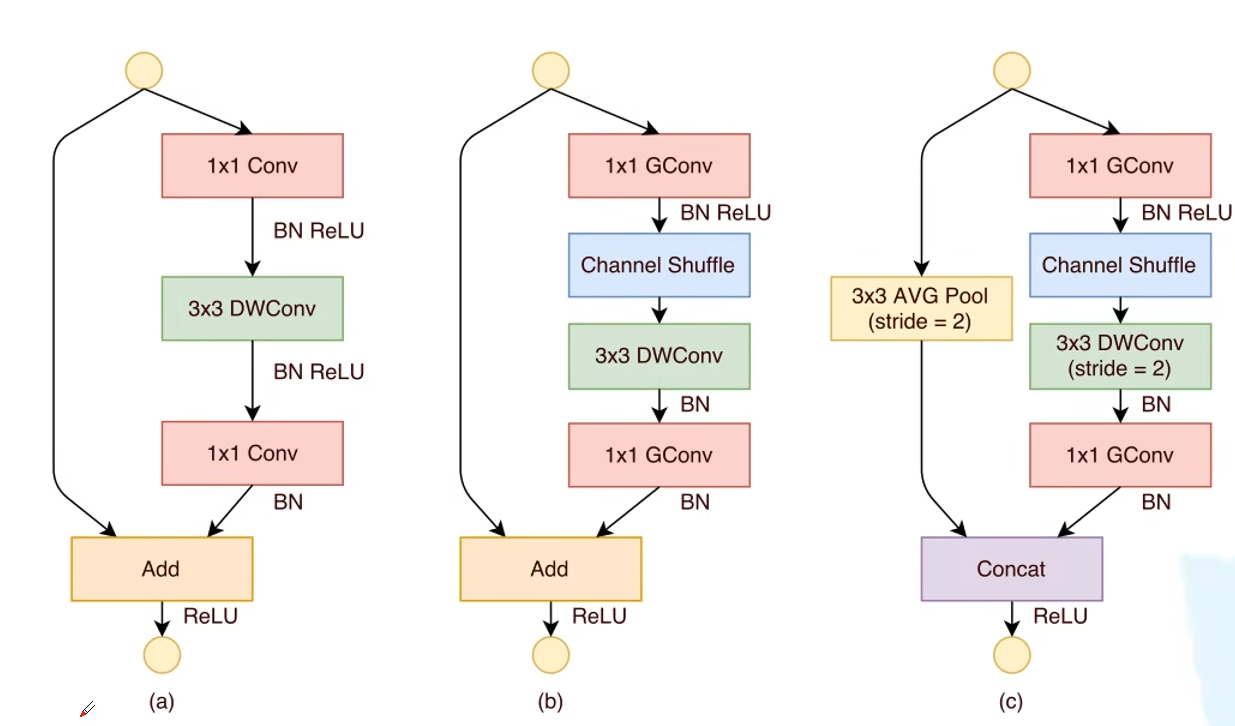 1x1 Conv
BN ReLU
3x3 DWConv
BN ReLU
1x1 Conv
BN
Add
ReLU
(a)
1x1 GConv
BN ReLU
Channel Shuffle
3x3 DWConv
BN
1x1 GConv
BN
Add
ReLU
(b)
1x1 GConv
BN ReLU
Channel Shuffle
3x3 AVG Pool
(stride = 2)
3x3 DWConv
(stride = 2)
BN
1x1 GConv
BN
Concat
ReLU
(c)